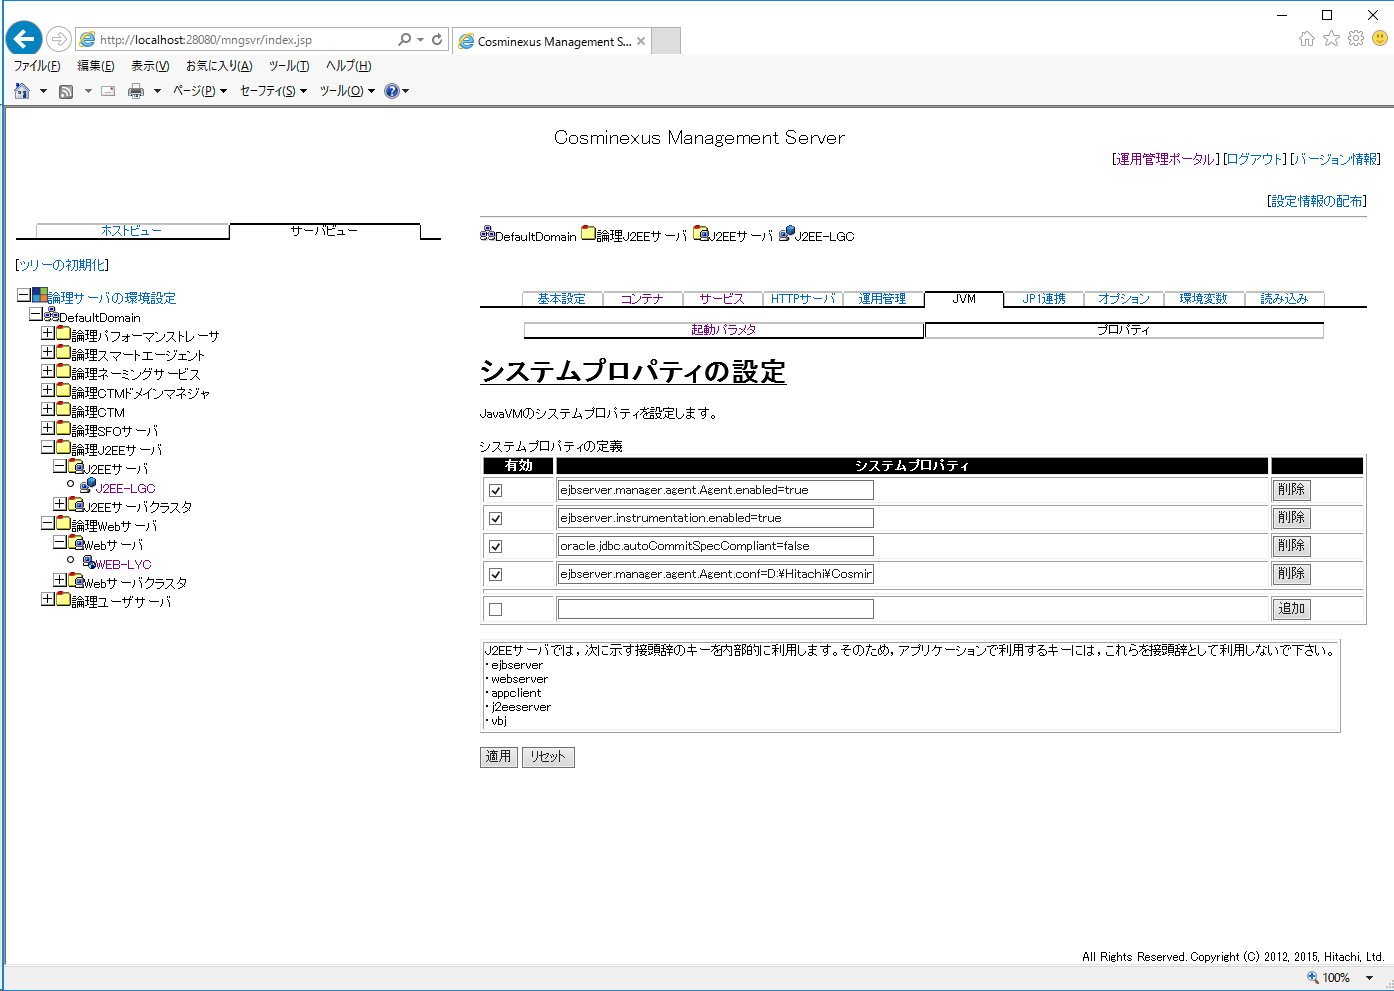 http://localhost:28080/mngsvr/index.jsp
Cosminexus Management S...
ファイル(F) 編集(E) 表示(V) お気に入り(A) ツール(T) ヘルプ(H)
ページ(P) セーフティ(S) ツール(O)
Cosminexus Management Server
[運用管理ポータル] [ログアウト] [バージョン情報]
[設定情報の配布]
ホストビュー サーバビュー
[ツリーの初期化]
論理サーバの環境設定
DefaultDomain
論理パフォーマンストレーサ
論理スマートエージェント
論理ネーミングサービス
論理CTMドメインマネジャ
論理CTM
論理SFOサーバ
論理J2EEサーバ
J2EEサーバ
J2EE-LGC
J2EEサーバクラスタ
論理Webサーバ
Webサーバ
WEB-LYC
Webサーバクラスタ
論理ユーザサーバ
DefaultDomain 論理J2EEサーバ J2EEサーバ J2EE-LGC
基本設定 コンテナ サービス HTTPサーバ 運用管理 JVM JP1連携 オプション 環境変数 読み込み
起動パラメタ プロパティ
システムプロパティの設定
JavaVMのシステムプロパティを設定します。
システムプロパティの定義
有効 システムプロパティ
ejbserver.manager.agent.Agent.enabled=true 削除
ejbserver.instrumentation.enabled=true 削除
oracle.jdbc.autoCommitSpecCompliant=false 削除
ejbserver.manager.agent.Agent.conf=D:¥Hitachi¥Cosmin 削除
追加
J2EEサーバでは，次に示す接頭辞のキーを内部的に利用します。そのため，アプリケーションで利用するキーには，これらを接頭辞として利用しないで下さい。
・ejbserver
・webserver
・appclient
・j2eeserver
・vbj
適用 リセット
All Rights Reserved. Copyright (C) 2012, 2015, Hitachi, Ltd.
100%